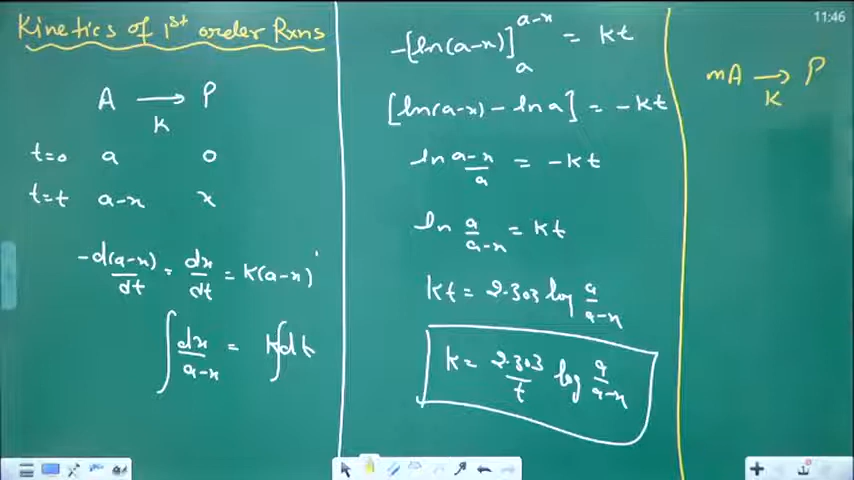 Kinetics of 1st order Rxns
A ⟶ P
K
t=0 a 0
t=t a-x x
-d(a-x)/dt = dx/dt = K(a-x)'
∫dx/a-x = K∫dt
-[ln(a-x)]ₐᵃ⁻ˣ = kt
[ln(a-x) - ln a] = -kt
ln a-x/a = -kt
ln a/a-x = kt
kt = 2.303 log a/a-x
k = 2.303/t log a/a-x
11:46
mA ⟶ P
K